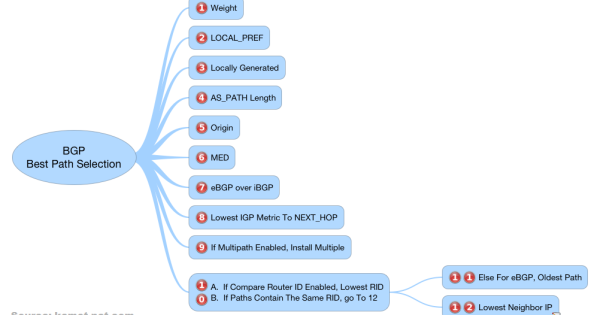 BGP
Best Path Selection
1 Weight
2 LOCAL_PREF
3 Locally Generated
4 AS_PATH Length
5 Origin
6 MED
7 eBGP over iBGP
8 Lowest IGP Metric To NEXT_HOP
9 If Multipath Enabled, Install Multiple
1 A. If Compare Router ID Enabled, Lowest RID
0 B. If Paths Contain The Same RID, go To 12
1 1 Else For eBGP, Oldest Path
1 2 Lowest Neighbor IP